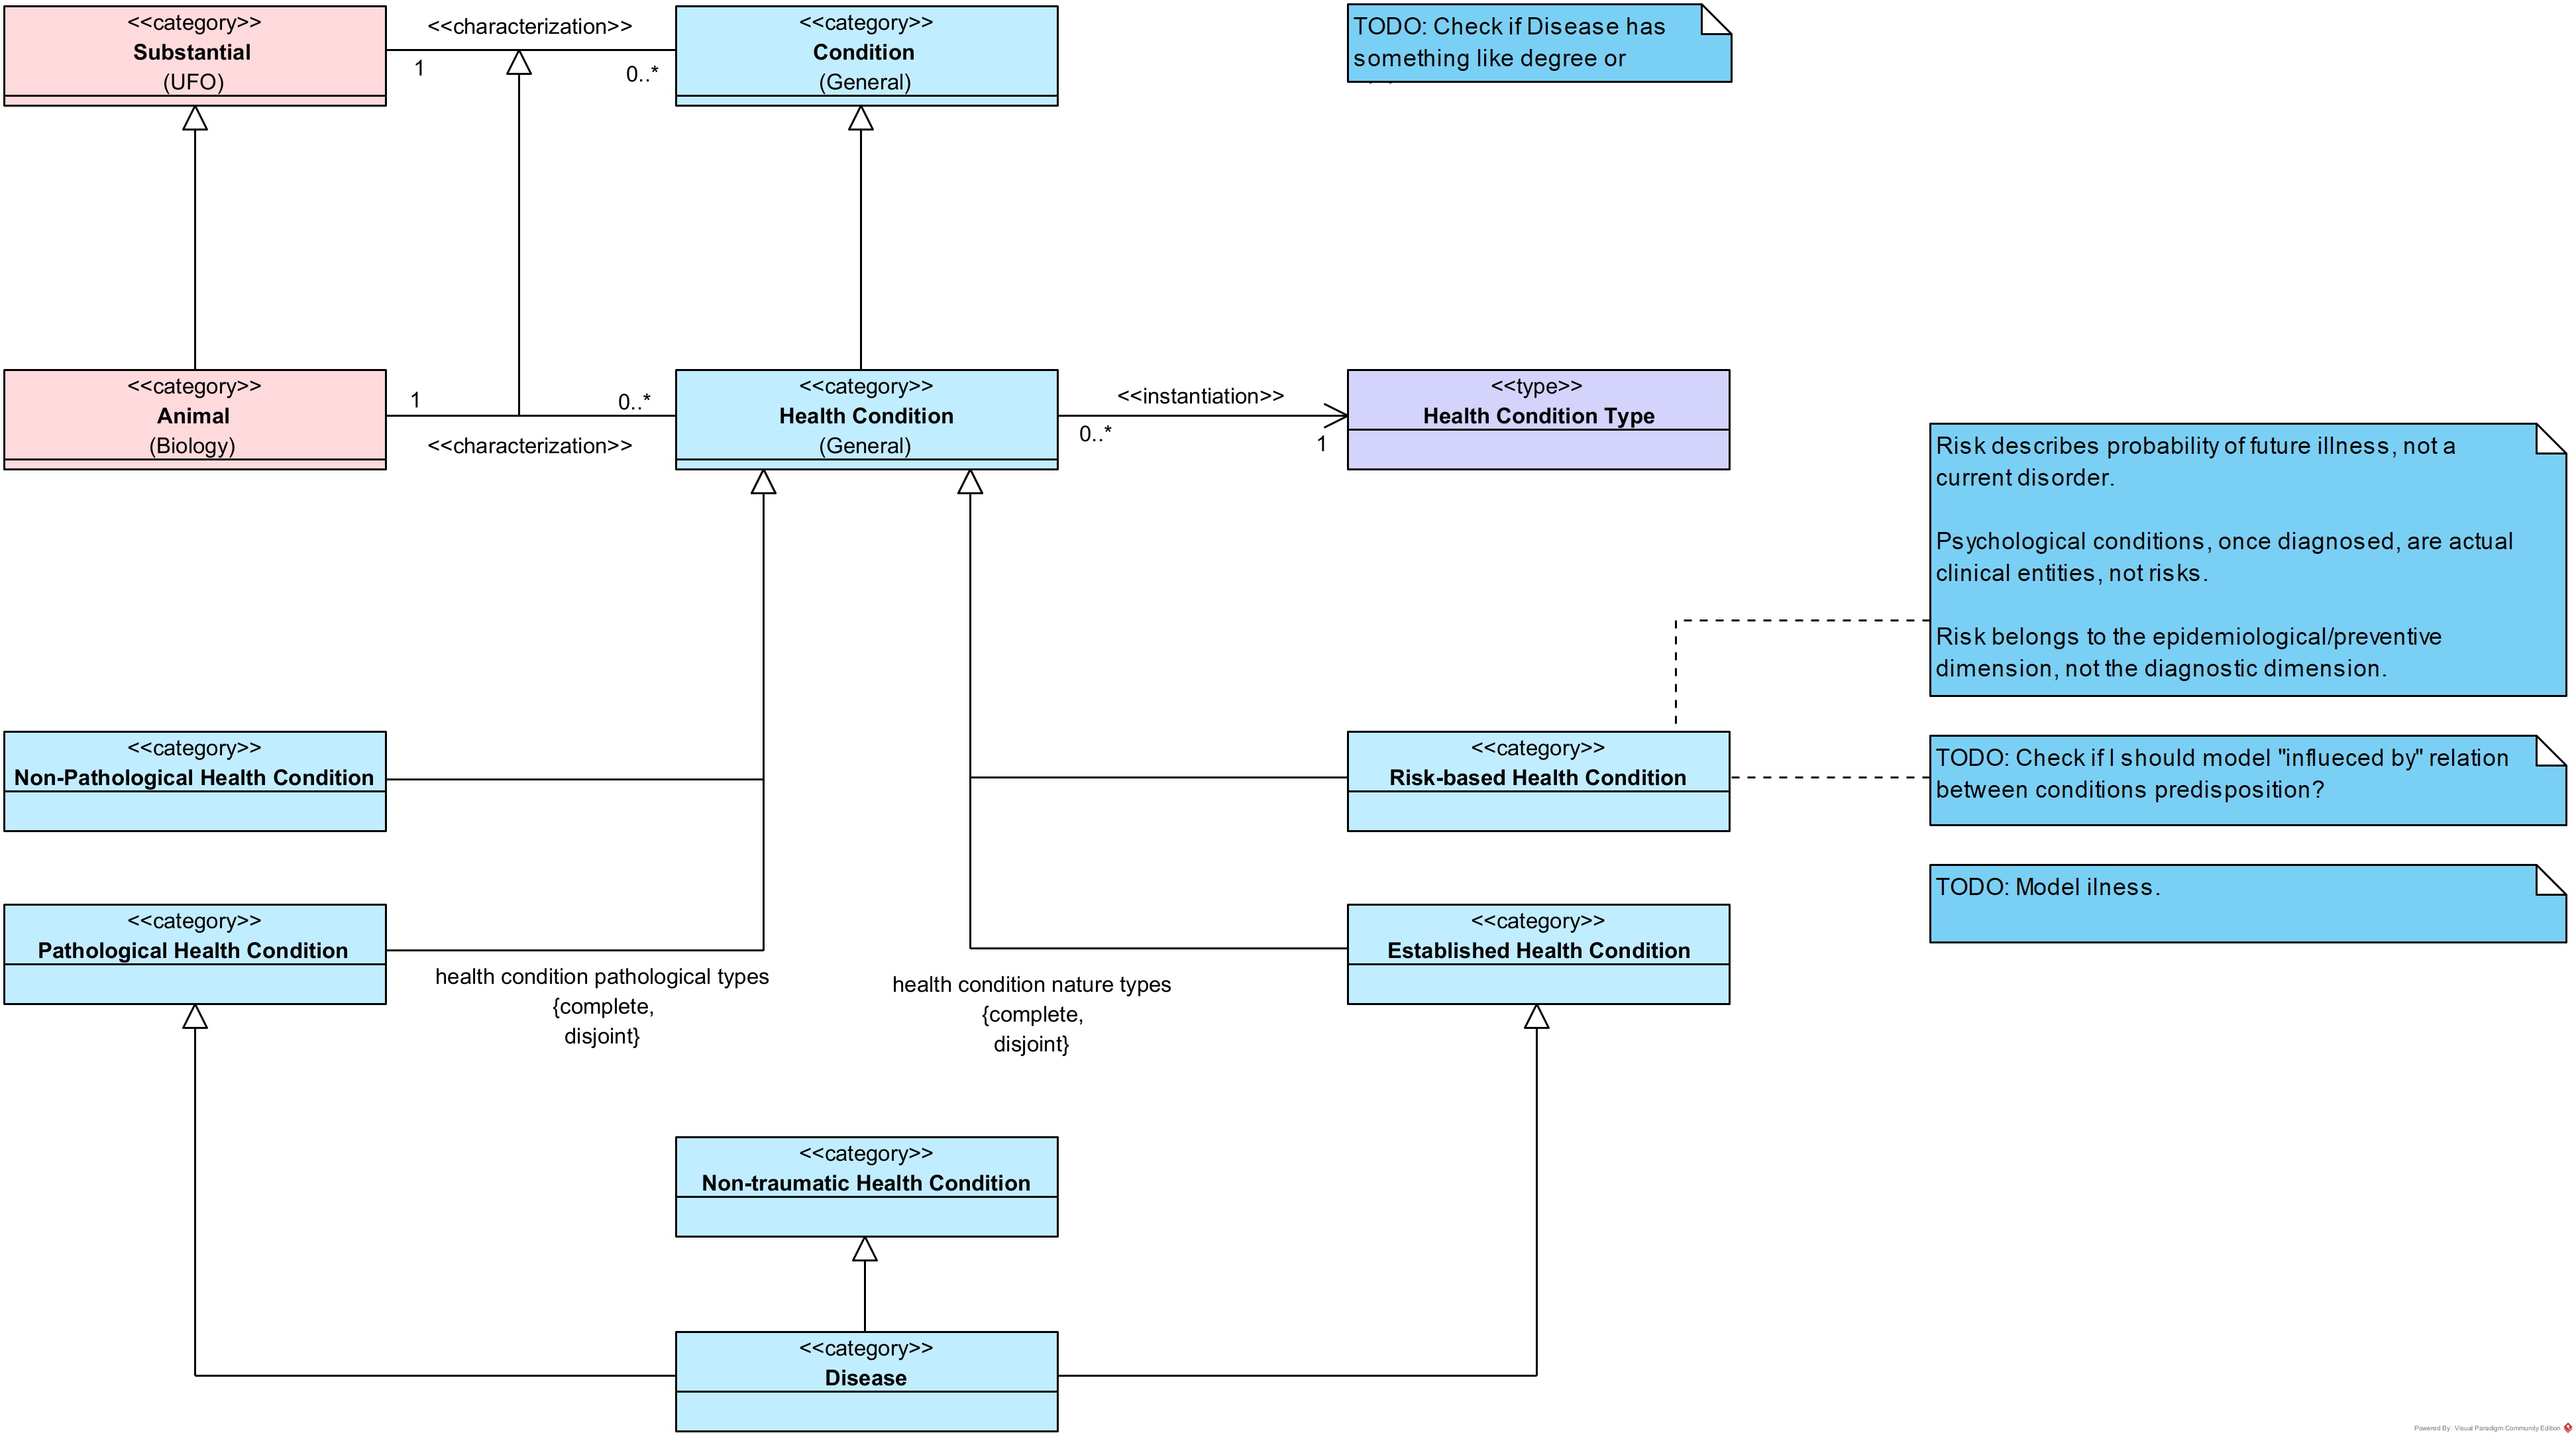 <<category>>
Substantial
(UFO)
<<characterization>>
1
0..*
<<category>>
Condition
(General)
TODO: Check if Disease has
something like degree or
<<category>>
Animal
(Biology)
1
0..*
<<characterization>>
<<category>>
Health Condition
(General)
<<instantiation>>
0..*
1
<<type>>
Health Condition Type
Risk describes probability of future illness, not a
current disorder.
Psychological conditions, once diagnosed, are actual
clinical entities, not risks.
Risk belongs to the epidemiological/preventive
dimension, not the diagnostic dimension.
<<category>>
Non-Pathological Health Condition
<<category>>
Risk-based Health Condition
TODO: Check if I should model "influeced by" relation
between conditions predisposition?
<<category>>
Pathological Health Condition
health condition pathological types
{complete,
disjoint}
health condition nature types
{complete,
disjoint}
<<category>>
Established Health Condition
TODO: Model ilness.
<<category>>
Non-traumatic Health Condition
<<category>>
Disease
Powered By: Visual Paradigm Community Edition